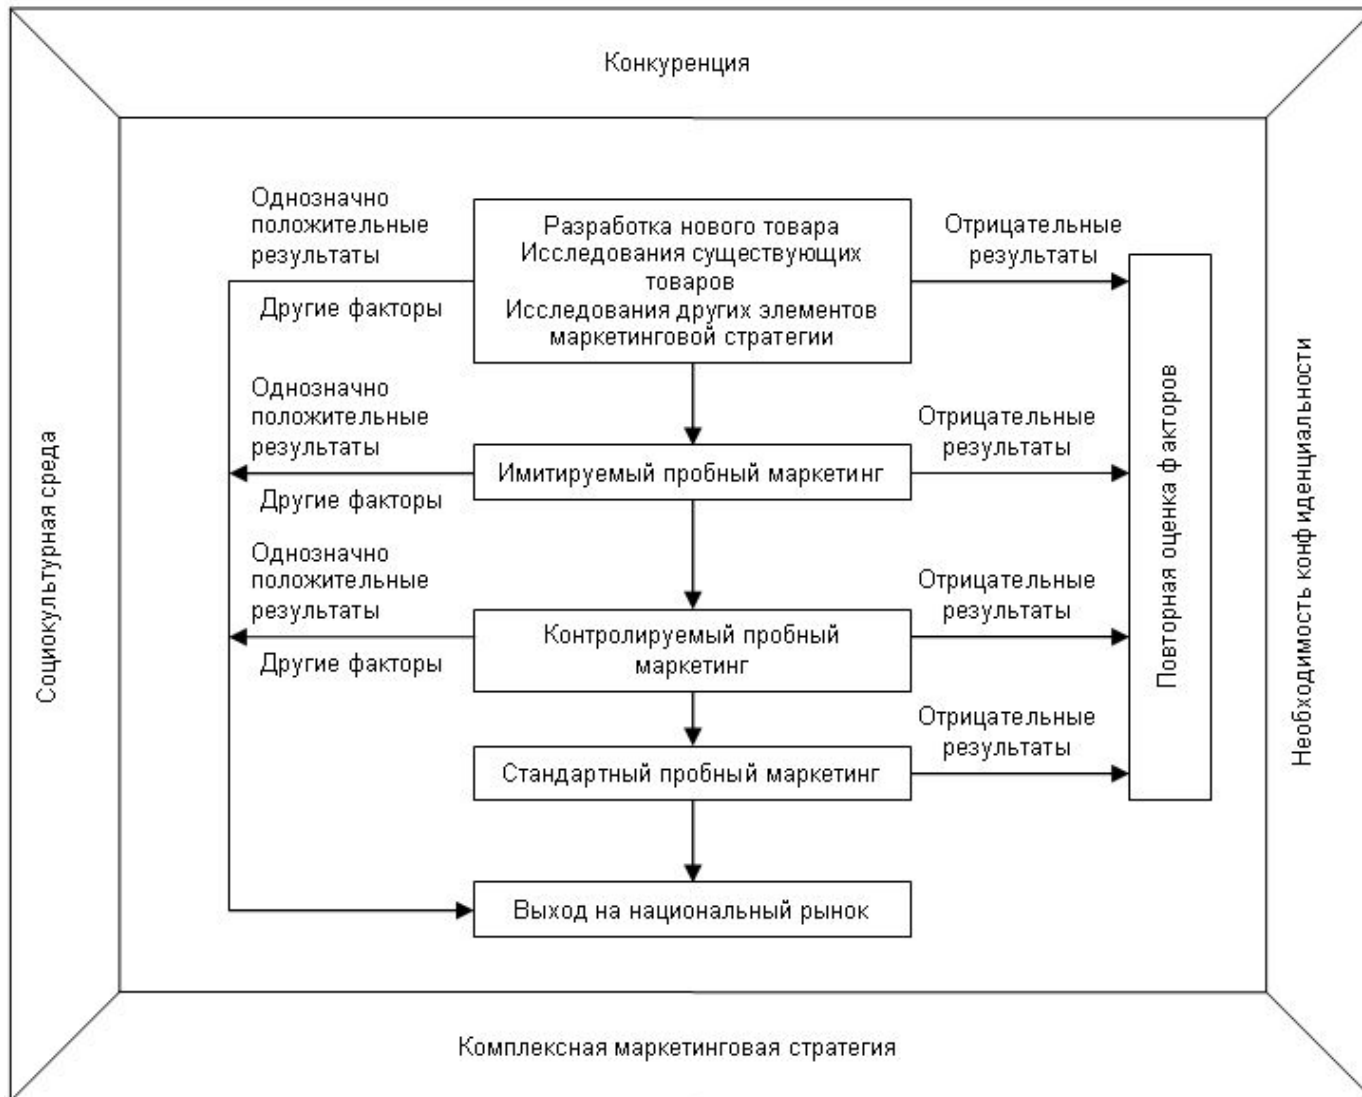 Конкуренция
Однозначно
положительные
результаты
Другие факторы
Разработка нового товара
Исследования существующих
товаров
Исследования других элементов
маркетинговой стратегии
Отрицательные
результаты
Однозначно
положительные
результаты
Другие факторы
Имитируемый пробный маркетинг
Отрицательные
результаты
Однозначно
положительные
результаты
Другие факторы
Контролируемый пробный
маркетинг
Отрицательные
результаты
Стандартный пробный маркетинг
Отрицательные
результаты
Выход на национальный рынок
Повторная оценка факторов
Социокультурная среда
Необходимость конфиденциальности
Комплексная маркетинговая стратегия